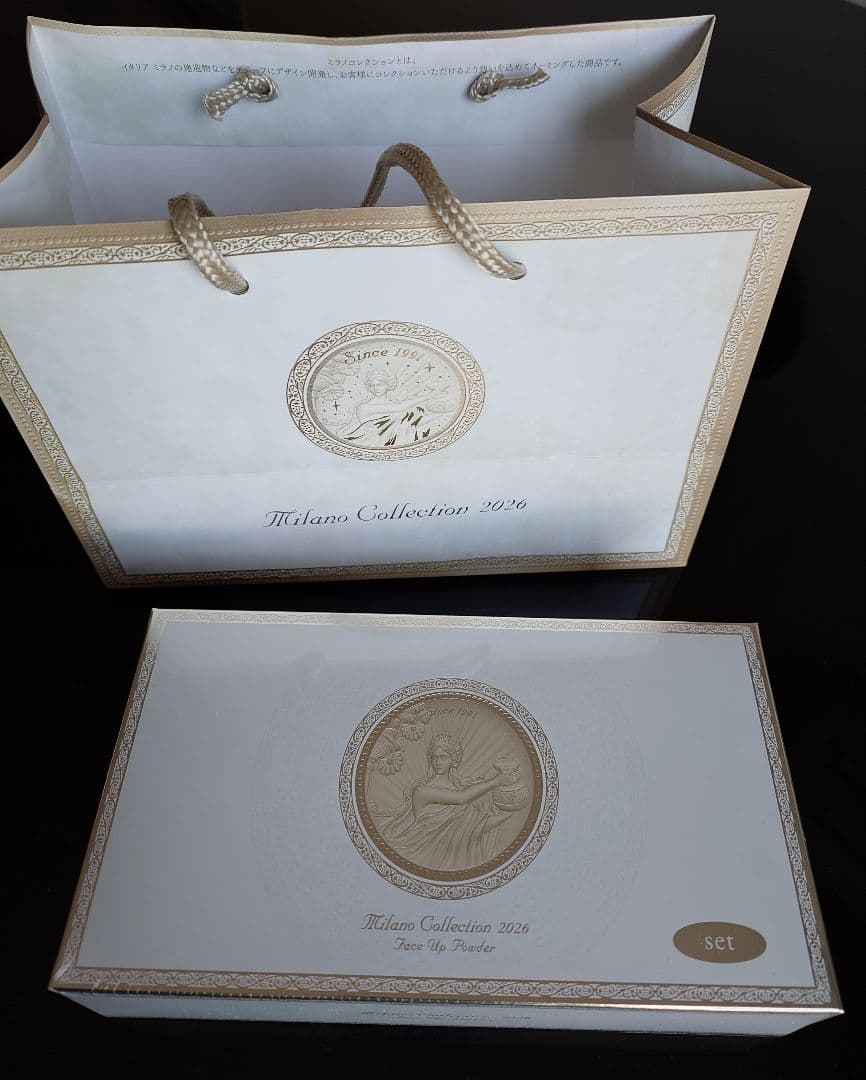 ミラノコレクションとは、
イタリア ミラノの建造物などをモチーフにデザイン開発し、お客様にコレクションいただけるよう想いを込めてネーミングした商品です。
Since 1991
Milano Collection 2026
Since 1991
Milano Collection 2026
Face Up Powder
set